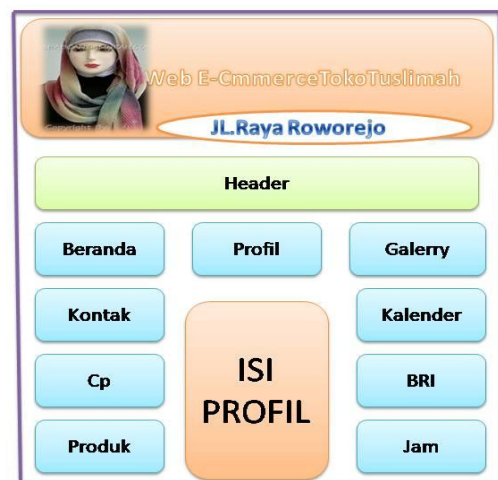 Web E-CmmerceTokoTuslimah
JL.Raya Roworejo
Header
Beranda
Profil
Galerry
Kontak
Kalender
Cp
ISI
PROFIL
BRI
Produk
Jam